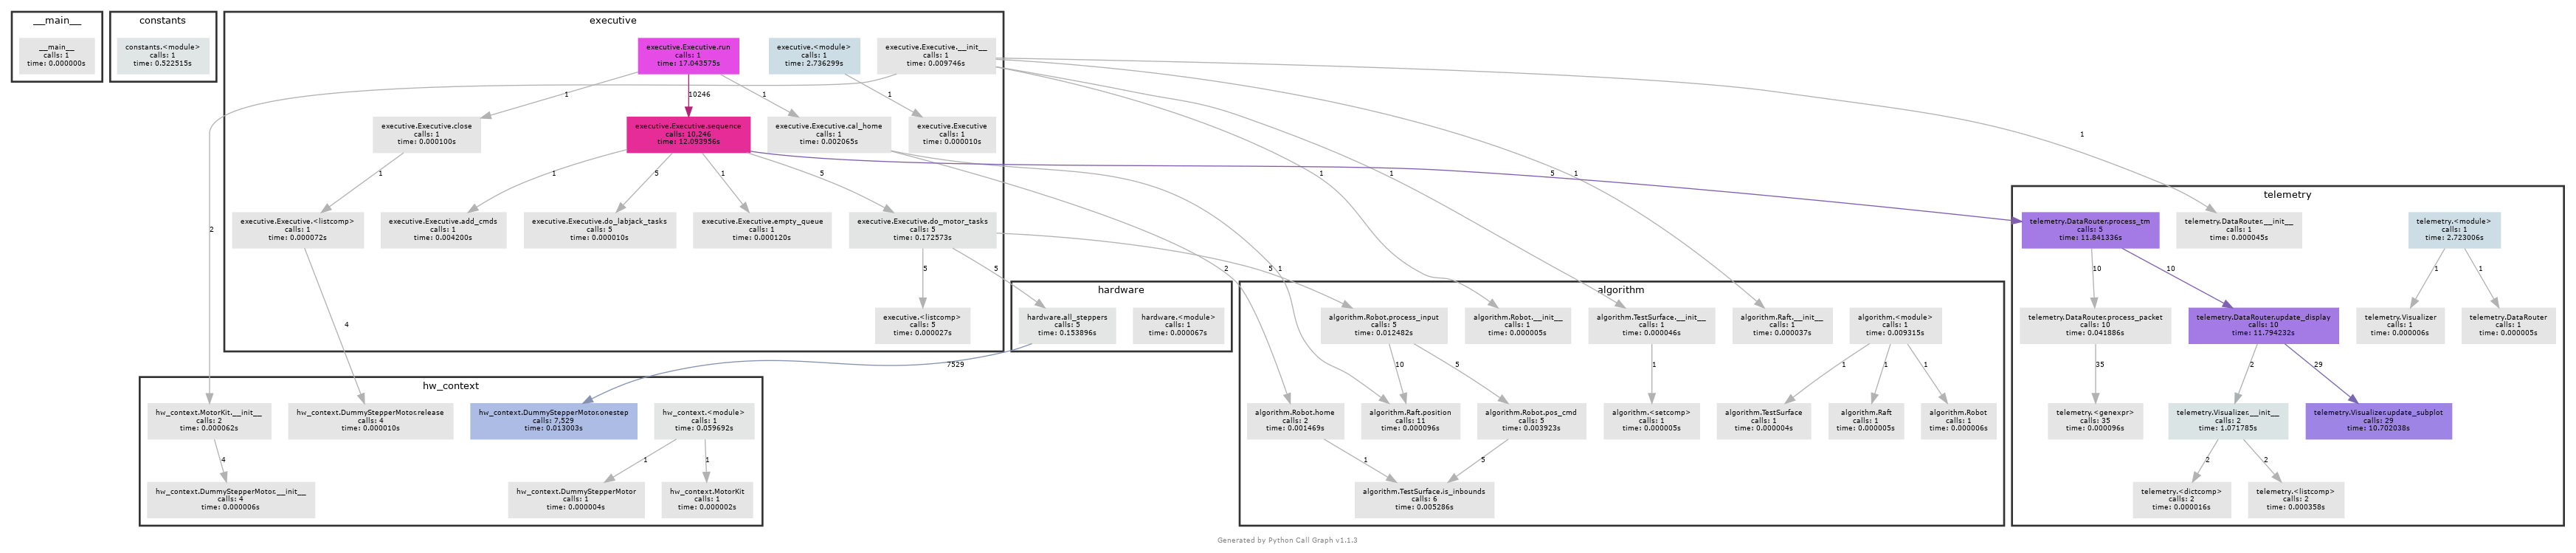 __main__
__main__
calls: 1
time: 0.000000s
constants
constants.<module>
calls: 1
time: 0.522515s
executive
executive.Executive.run
calls: 1
time: 17.043575s
executive.<module>
calls: 1
time: 2.736299s
executive.Executive.__init__
calls: 1
time: 0.009746s
1
10246
1
1
executive.Executive.close
calls: 1
time: 0.000100s
executive.Executive.sequence
calls: 10,246
time: 12.093956s
executive.Executive.cal_home
calls: 1
time: 0.002065s
executive.Executive
calls: 1
time: 0.000010s
1
1
5
1
5
1
1
5
1
1
2
executive.Executive.<listcomp>
calls: 1
time: 0.000072s
executive.Executive.add_cmds
calls: 1
time: 0.004200s
executive.Executive.do_labjack_tasks
calls: 5
time: 0.000010s
executive.Executive.empty_queue
calls: 1
time: 0.000120s
executive.Executive.do_motor_tasks
calls: 5
time: 0.172573s
5
5
2
5
1
4
executive.<listcomp>
calls: 5
time: 0.000027s
hardware
hardware.all_steppers
calls: 5
time: 0.153896s
hardware.<module>
calls: 1
time: 0.000067s
7529
algorithm
algorithm.Robot.process_input
calls: 5
time: 0.012482s
algorithm.Robot.__init__
calls: 1
time: 0.000005s
algorithm.TestSurface.__init__
calls: 1
time: 0.000046s
algorithm.Raft.__init__
calls: 1
time: 0.000037s
algorithm.<module>
calls: 1
time: 0.009315s
10
5
1
1
1
1
algorithm.Robot.home
calls: 2
time: 0.001469s
algorithm.Raft.position
calls: 11
time: 0.000096s
algorithm.Robot.pos_cmd
calls: 5
time: 0.003923s
algorithm.<setcomp>
calls: 1
time: 0.000005s
algorithm.TestSurface
calls: 1
time: 0.000004s
algorithm.Raft
calls: 1
time: 0.000005s
algorithm.Robot
calls: 1
time: 0.000006s
1
5
algorithm.TestSurface.is_inbounds
calls: 6
time: 0.005286s
telemetry
telemetry.DataRouter.process_tm
calls: 5
time: 11.841336s
telemetry.DataRouter.__init__
calls: 1
time: 0.000045s
telemetry.<module>
calls: 1
time: 2.723006s
10
10
1
1
telemetry.DataRouter.process_packet
calls: 10
time: 0.041886s
telemetry.DataRouter.update_display
calls: 10
time: 11.794232s
telemetry.Visualizer
calls: 1
time: 0.000006s
telemetry.DataRouter
calls: 1
time: 0.000005s
35
2
29
telemetry.<genexpr>
calls: 35
time: 0.000096s
telemetry.Visualizer.__init__
calls: 2
time: 1.071785s
telemetry.Visualizer.update_subplot
calls: 29
time: 10.702038s
2
2
telemetry.<dictcomp>
calls: 2
time: 0.000016s
telemetry.<listcomp>
calls: 2
time: 0.000358s
hw_context
hw_context.MotorKit.__init__
calls: 2
time: 0.000062s
hw_context.DummyStepperMotor.release
calls: 4
time: 0.000010s
hw_context.DummyStepperMotor.onestep
calls: 7,529
time: 0.013003s
hw_context.<module>
calls: 1
time: 0.059692s
4
1
1
hw_context.DummyStepperMotor.__init__
calls: 4
time: 0.000006s
hw_context.DummyStepperMotor
calls: 1
time: 0.000004s
hw_context.MotorKit
calls: 1
time: 0.000002s
Generated by Python Call Graph v1.1.3